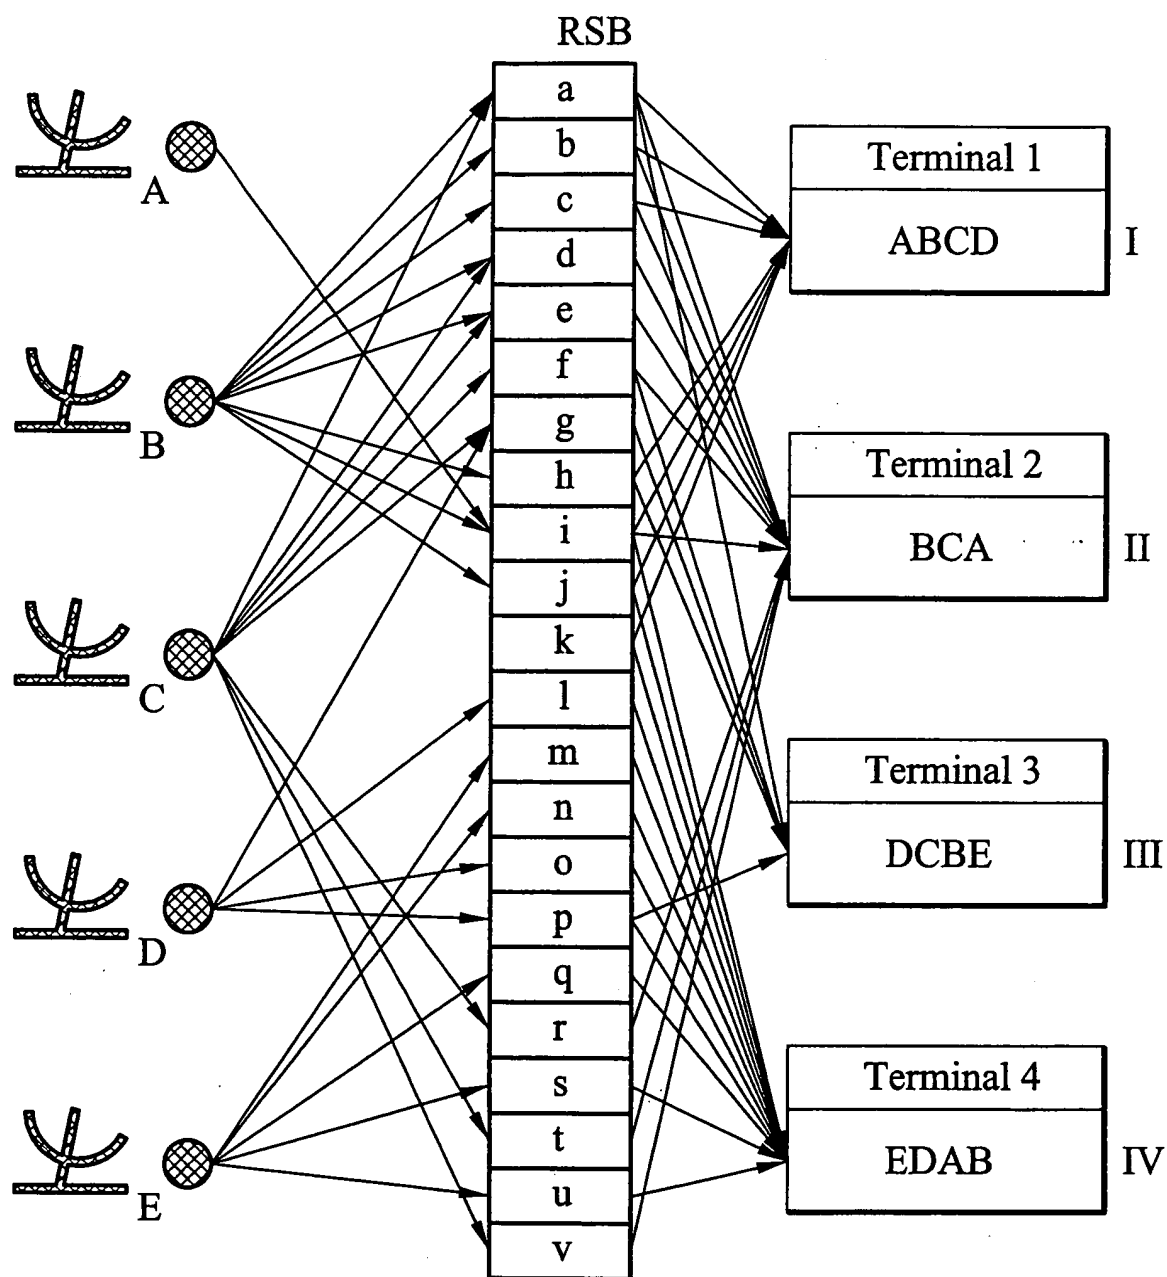 RSB
a
b
c
d
e
f
g
h
i
j
k
l
m
n
o
p
q
r
s
t
u
v
A
B
C
D
E
Terminal 1
ABCD
I
Terminal 2
BCA
II
Terminal 3
DCBE
III
Terminal 4
EDAB
IV